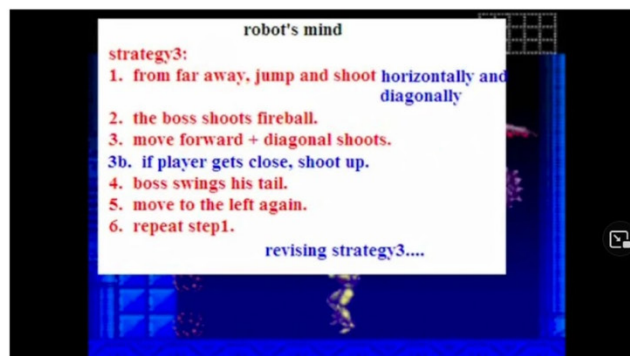 robot's mind
strategy3:
1. from far away, jump and shoot horizontally and
diagonally
2. the boss shoots fireball.
3. move forward + diagonal shoots.
3b. if player gets close, shoot up.
4. boss swings his tail.
5. move to the left again.
6. repeat step1.
revising strategy3....